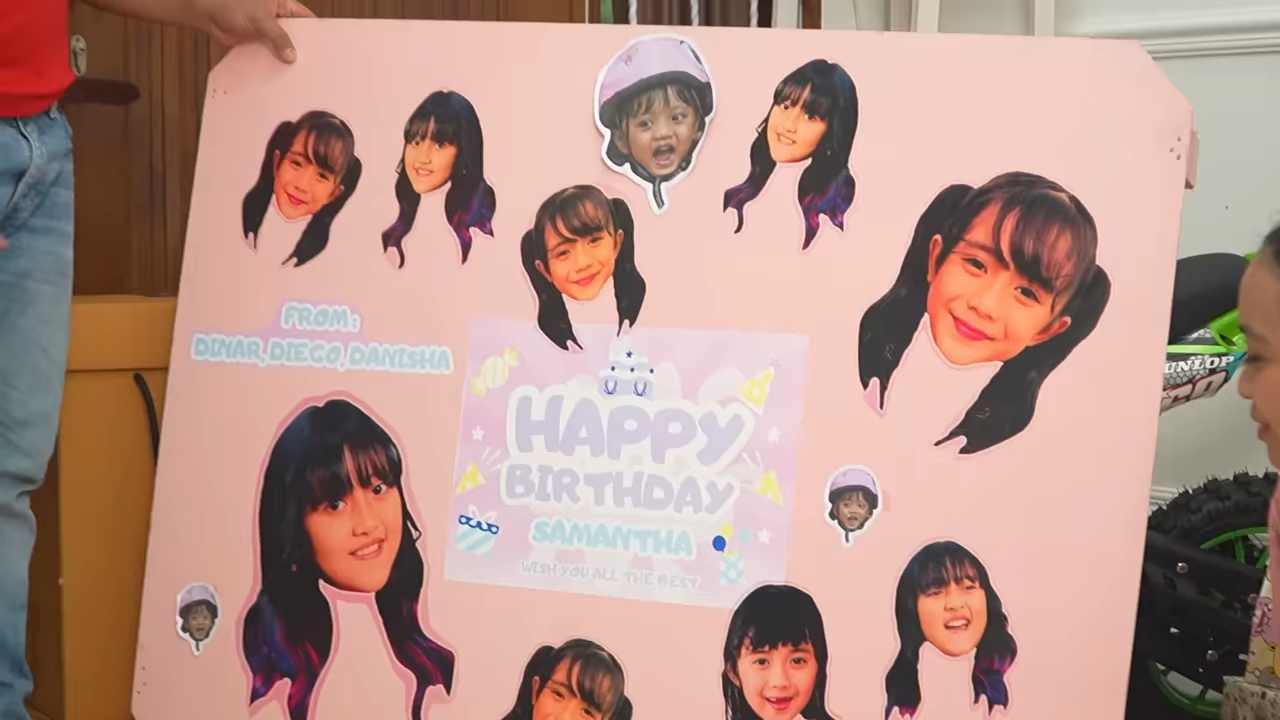 FROM:
DINAR, DIEGO, DANISHA
HAPPY
BIRTHDAY
SAMANTHA
WISH YOU ALL THE BEST
DUNLOP